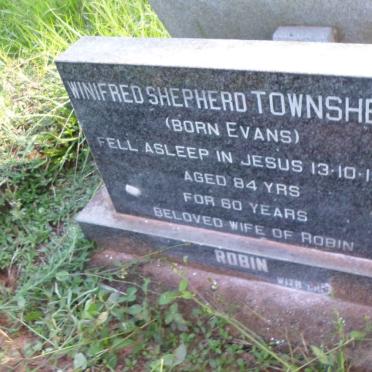 WINIFRED SHEPHERD TOWNSHE
(BORN EVANS)
FELL ASLEEP IN JESUS 13·10·1
AGED 84 YRS
FOR 60 YEARS
BELOVED WIFE OF ROBIN
ROBIN
WITH